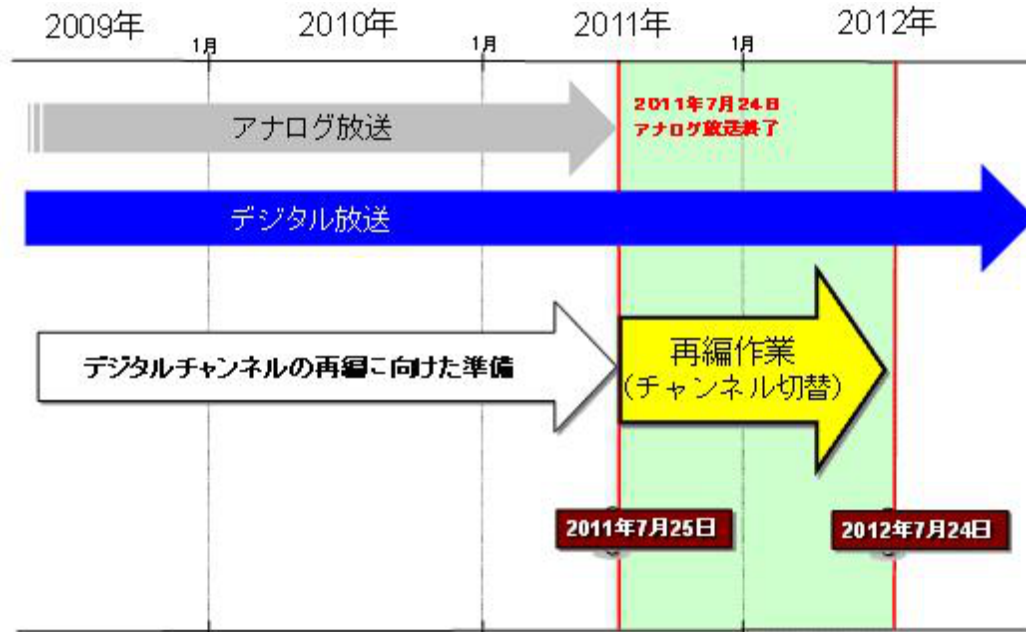 2009年
2010年
2011年
2012年
1月
1月
1月
アナログ放送
2011年7月24日
アナログ放送終了
デジタル放送
デジタルチャンネルの再編に向けた準備
再編作業
(チャンネル切替)
2011年7月25日
2012年7月24日